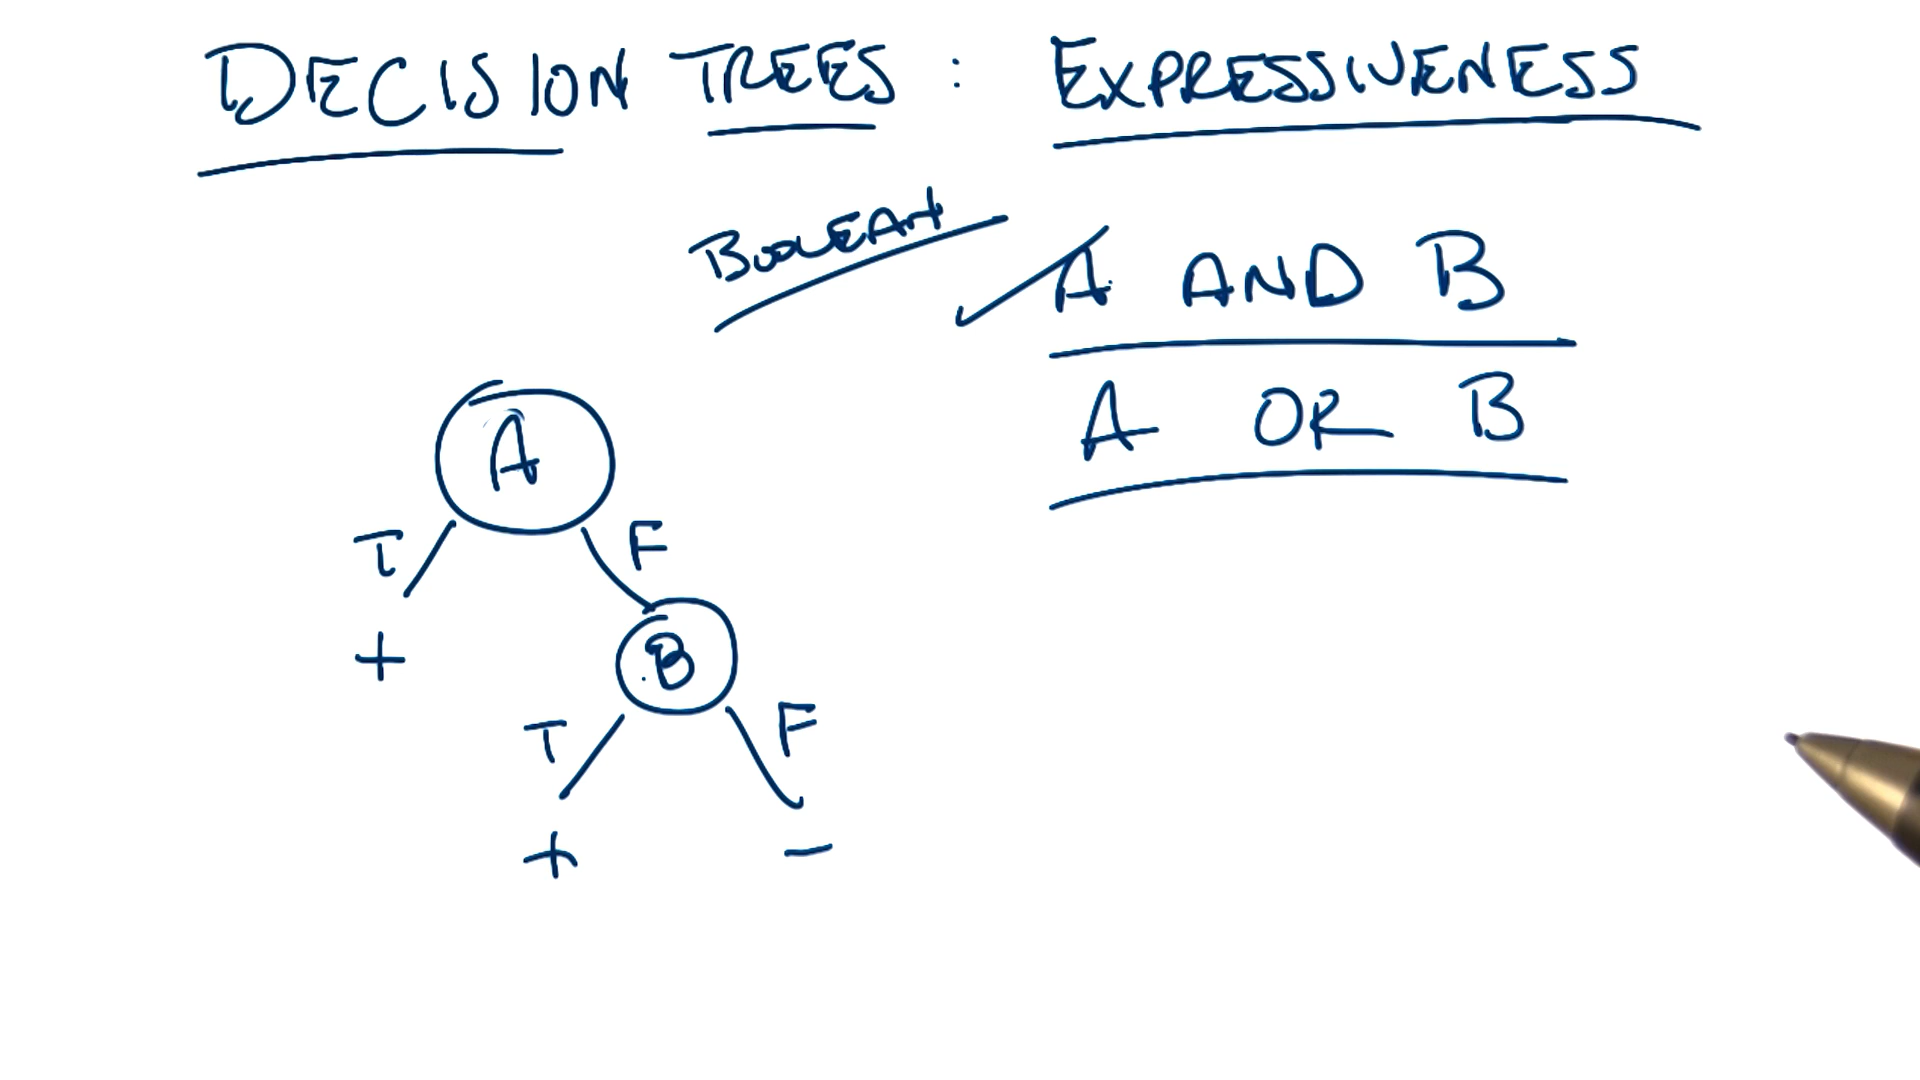 DECISION TREES : EXPRESSIVENESS
BOOLEAN
A AND B
A OR B
A
T F
+
B
T F
+ -